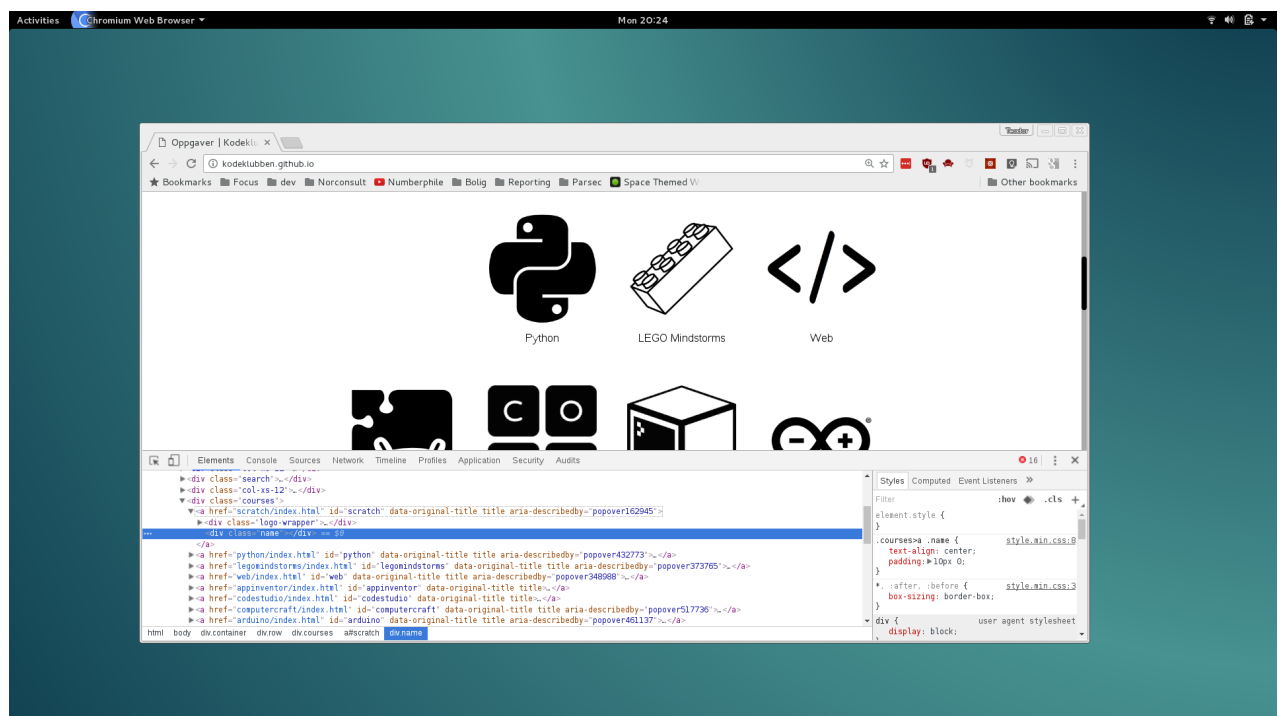 Activities Chromium Web Browser Mon 20:24
Oppgaver | Kodeklu
kodeklubben.github.io
Bookmarks Focus dev Norconsult Numberphile Bolig Reporting Parsec Space Themed W Other bookmarks
Python LEGO Mindstorms Web
C O
Elements Console Sources Network Timeline Profiles Application Security Audits 16
<div class="search">…</div>
<div class="col-xs-12">…</div>
<div class="courses">
<a href="scratch/index.html" id="scratch" data-original-title title aria-describedby="popover162945">
<div class="logo-wrapper">…</div>
<div class="name"></div> == $0
</a>
<a href="python/index.html" id="python" data-original-title title aria-describedby="popover432773">…</a>
<a href="legomindstorms/index.html" id="legomindstorms" data-original-title title aria-describedby="popover373765">…</a>
<a href="web/index.html" id="web" data-original-title title aria-describedby="popover348988">…</a>
<a href="appinventor/index.html" id="appinventor" data-original-title title>…</a>
<a href="codestudio/index.html" id="codestudio" data-original-title title>…</a>
<a href="computercraft/index.html" id="computercraft" data-original-title title aria-describedby="popover517736">…</a>
<a href="arduino/index.html" id="arduino" data-original-title title aria-describedby="popover461137">…</a>
html body div.container div.row div.courses a#scratch div.name
Styles Computed Event Listeners »
Filter :hov .cls +
element.style {
}
.courses>a .name { style.min.css:8
text-align: center;
padding: 10px 0;
}
*, :after, :before { style.min.css:3
box-sizing: border-box;
}
div { user agent stylesheet
display: block;